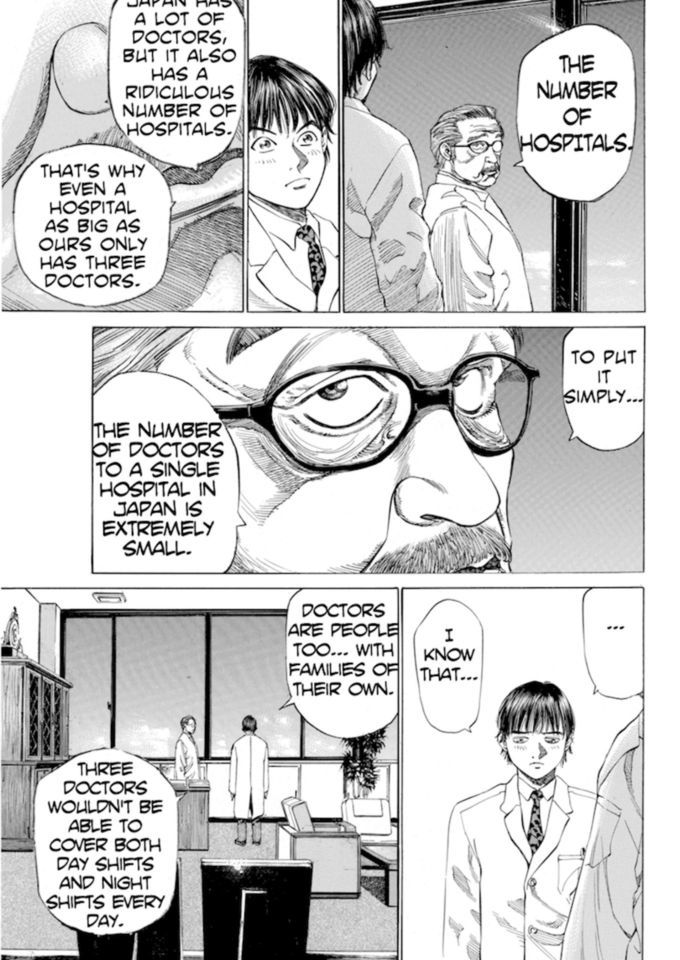 THE
NUMBER
OF
HOSPITALS.
JAPAN HAS
A LOT OF
DOCTORS,
BUT IT ALSO
HAS A
RIDICULOUS
NUMBER OF
HOSPITALS.
THAT'S WHY
EVEN A
HOSPITAL
AS BIG AS
OURS ONLY
HAS THREE
DOCTORS.
TO PUT
IT
SIMPLY...
THE NUMBER
OF DOCTORS
TO A SINGLE
HOSPITAL IN
JAPAN IS
EXTREMELY
SMALL.
...
I
KNOW
THAT...
DOCTORS
ARE PEOPLE
TOO... WITH
FAMILIES OF
THEIR OWN.
THREE
DOCTORS
WOULDN'T BE
ABLE TO
COVER BOTH
DAY SHIFTS
AND NIGHT
SHIFTS EVERY
DAY.